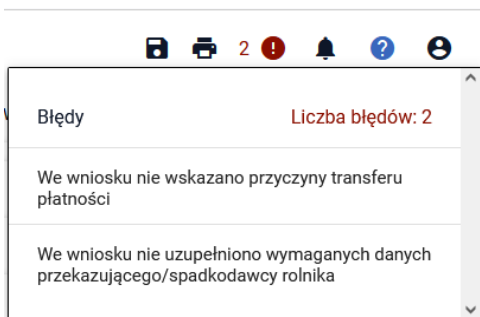 2
Błędy Liczba błędów: 2
We wniosku nie wskazano przyczyny transferu
płatności
We wniosku nie uzupełniono wymaganych danych
przekazującego/spadkodawcy rolnika